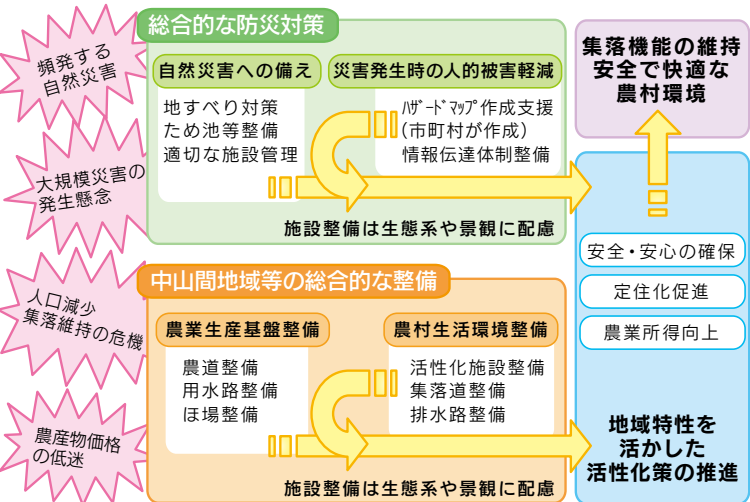 頻発する
自然災害
大規模災害の
発生懸念
人口減少
集落維持の危機
農産物価格
の低迷
総合的な防災対策
自然災害への備え
地すべり対策
ため池等整備
適切な施設管理
災害発生時の人的被害軽減
ﾊｻﾞｰﾄﾞﾏｯﾌﾟ作成支援
(市町村が作成)
情報伝達体制整備
施設整備は生態系や景観に配慮
中山間地域等の総合的な整備
農業生産基盤整備
農道整備
用水路整備
ほ場整備
農村生活環境整備
活性化施設整備
集落道整備
排水路整備
施設整備は生態系や景観に配慮
集落機能の維持
安全で快適な
農村環境
安全・安心の確保
定住化促進
農業所得向上
地域特性を
活かした
活性化策の推進